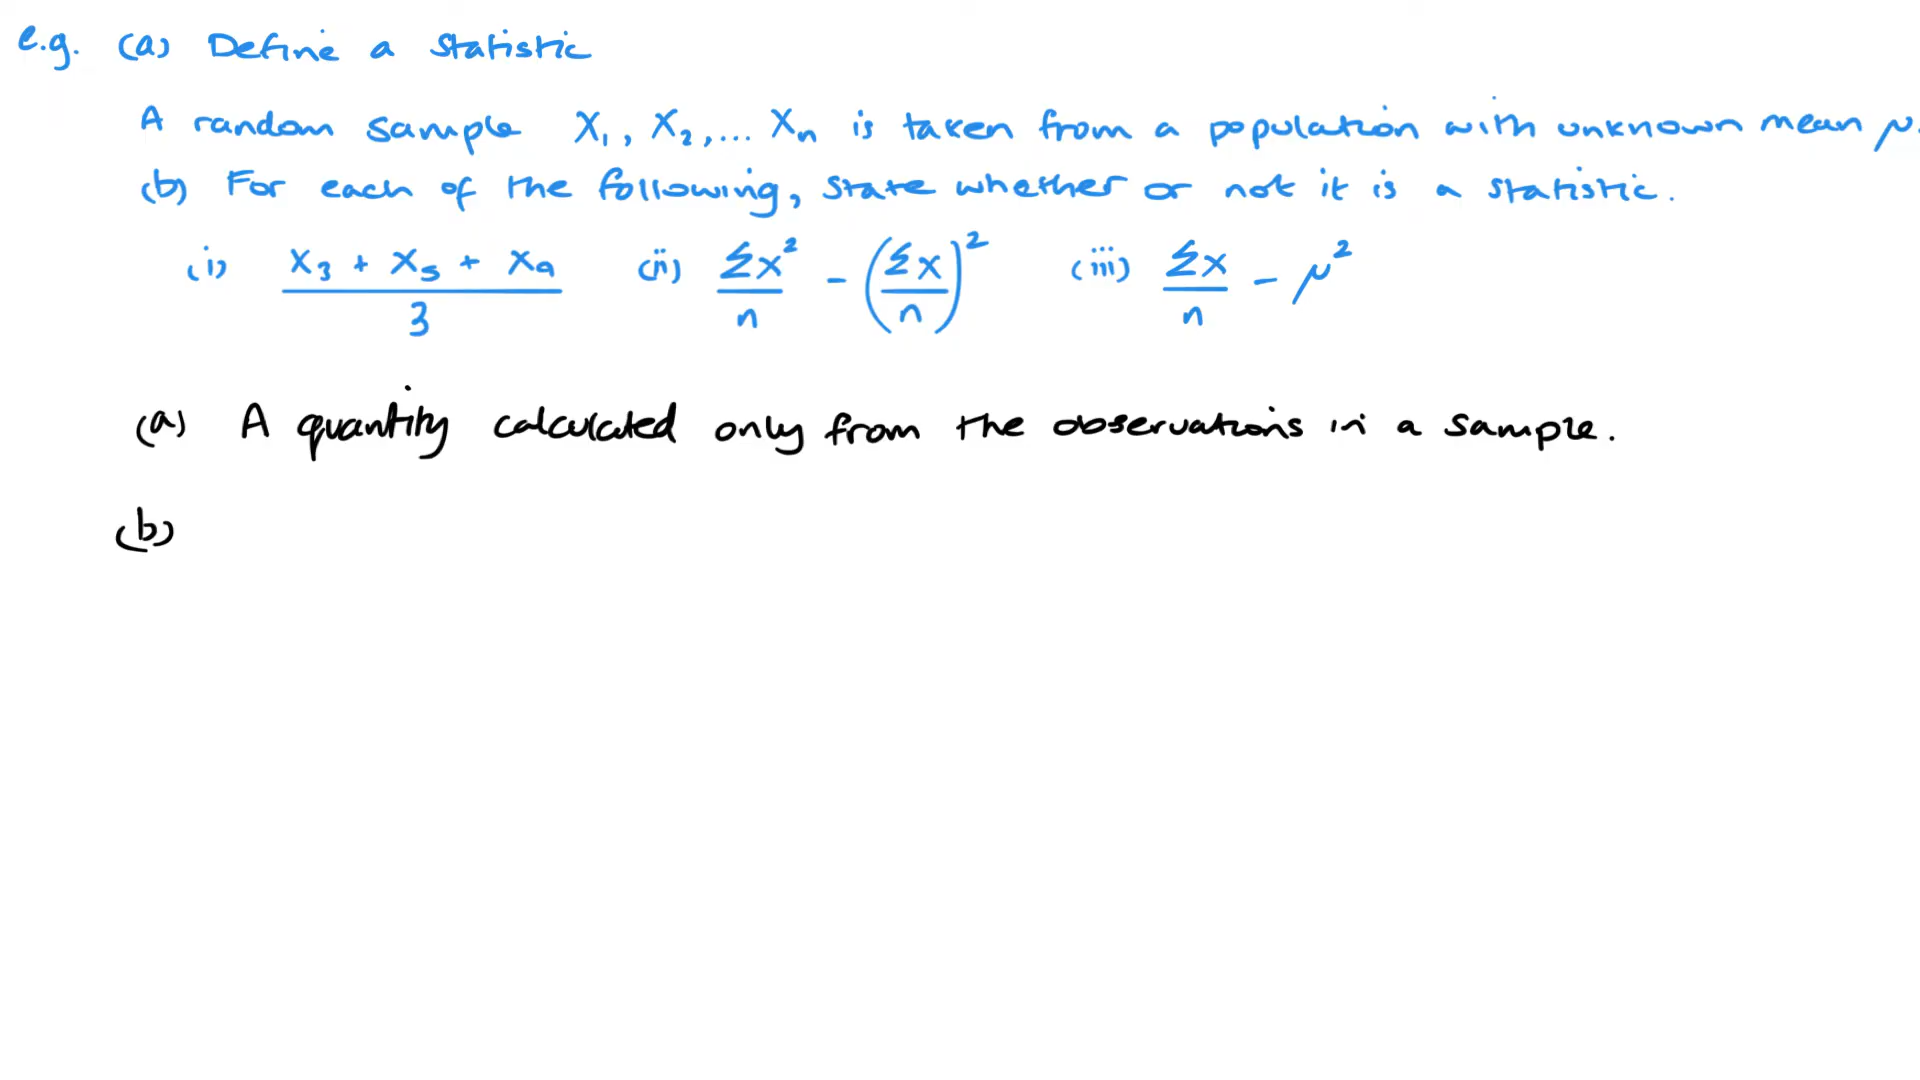 e.g. (a) Define a statistic
A random sample X₁, X₂, ... Xₙ is taken from a population with unknown mean μ.
(b) For each of the following, state whether or not it is a statistic.
(i) (X₃ + X₅ + X₉)/3 (ii) Σx²/n - (Σx/n)² (iii) Σx/n - μ²
(a) A quantity calculated only from the observations in a sample.
(b)